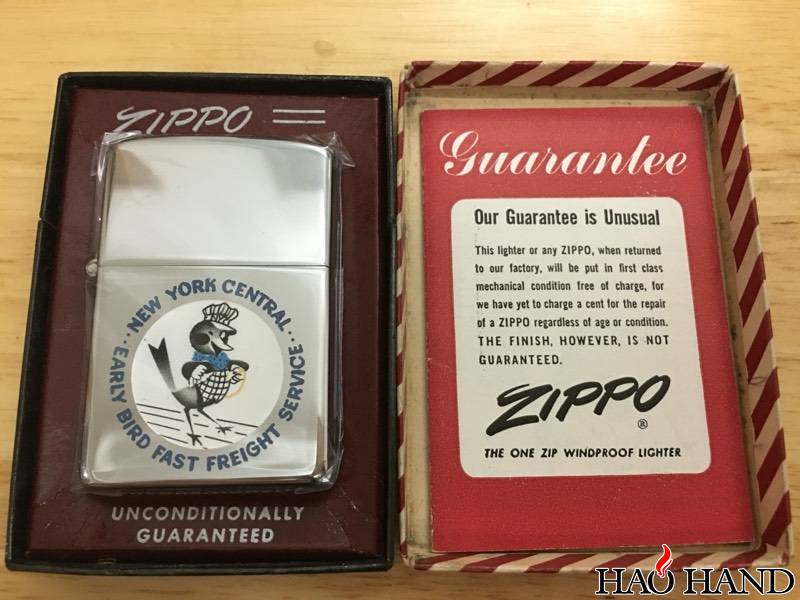 ZIPPO
NEW YORK CENTRAL
EARLY BIRD FAST FREIGHT SERVICE
UNCONDITIONALLY
GUARANTEED
Guarantee
Our Guarantee is Unusual
This lighter or any ZIPPO, when returned
to our factory, will be put in first class
mechanical condition free of charge, for
we have yet to charge a cent for the repair
of a ZIPPO regardless of age or condition.
THE FINISH, HOWEVER, IS NOT
GUARANTEED.
ZIPPO
®
THE ONE ZIP WINDPROOF LIGHTER
HAO HAND